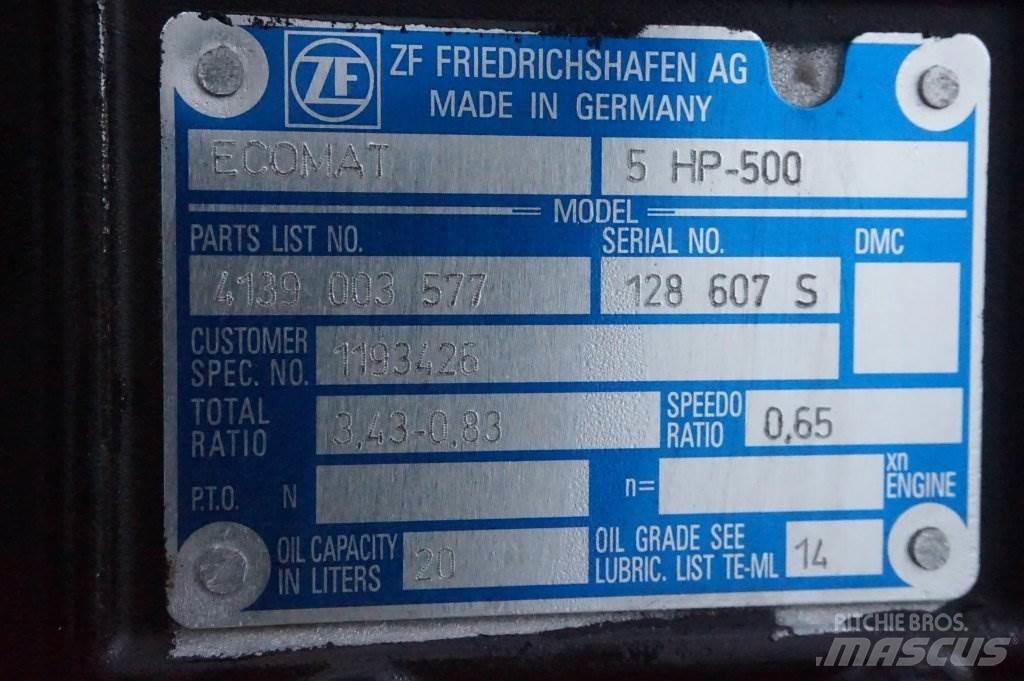 ZF ZF FRIEDRICHSHAFEN AG
MADE IN GERMANY
ECOMAT 5 HP-500
MODEL
PARTS LIST NO. SERIAL NO. DMC
4139 003 577 128 607 S
CUSTOMER
SPEC. NO. 1193426
TOTAL
RATIO 3,43-0,83 SPEEDO
RATIO 0,65
P.T.O. N n= xn
ENGINE
OIL CAPACITY
IN LITERS 20 OIL GRADE SEE
LUBRIC. LIST TE-ML 14
RITCHIE BROS.
MASCUS